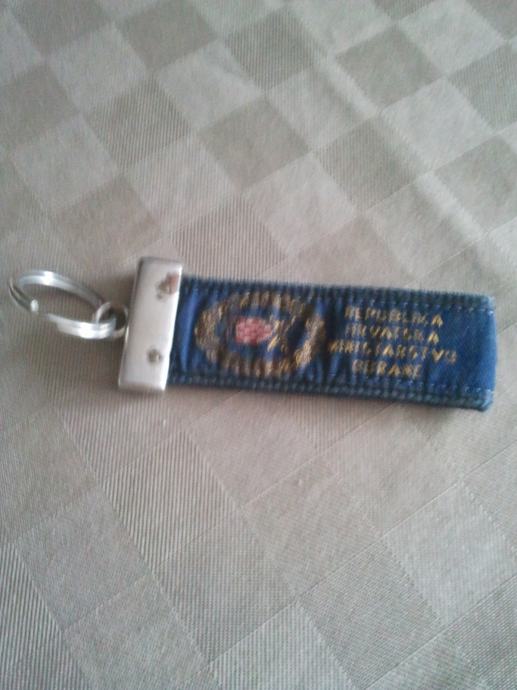 REPUBLIKA
HRVATSKA
MINISTARSTVO
OBRANE